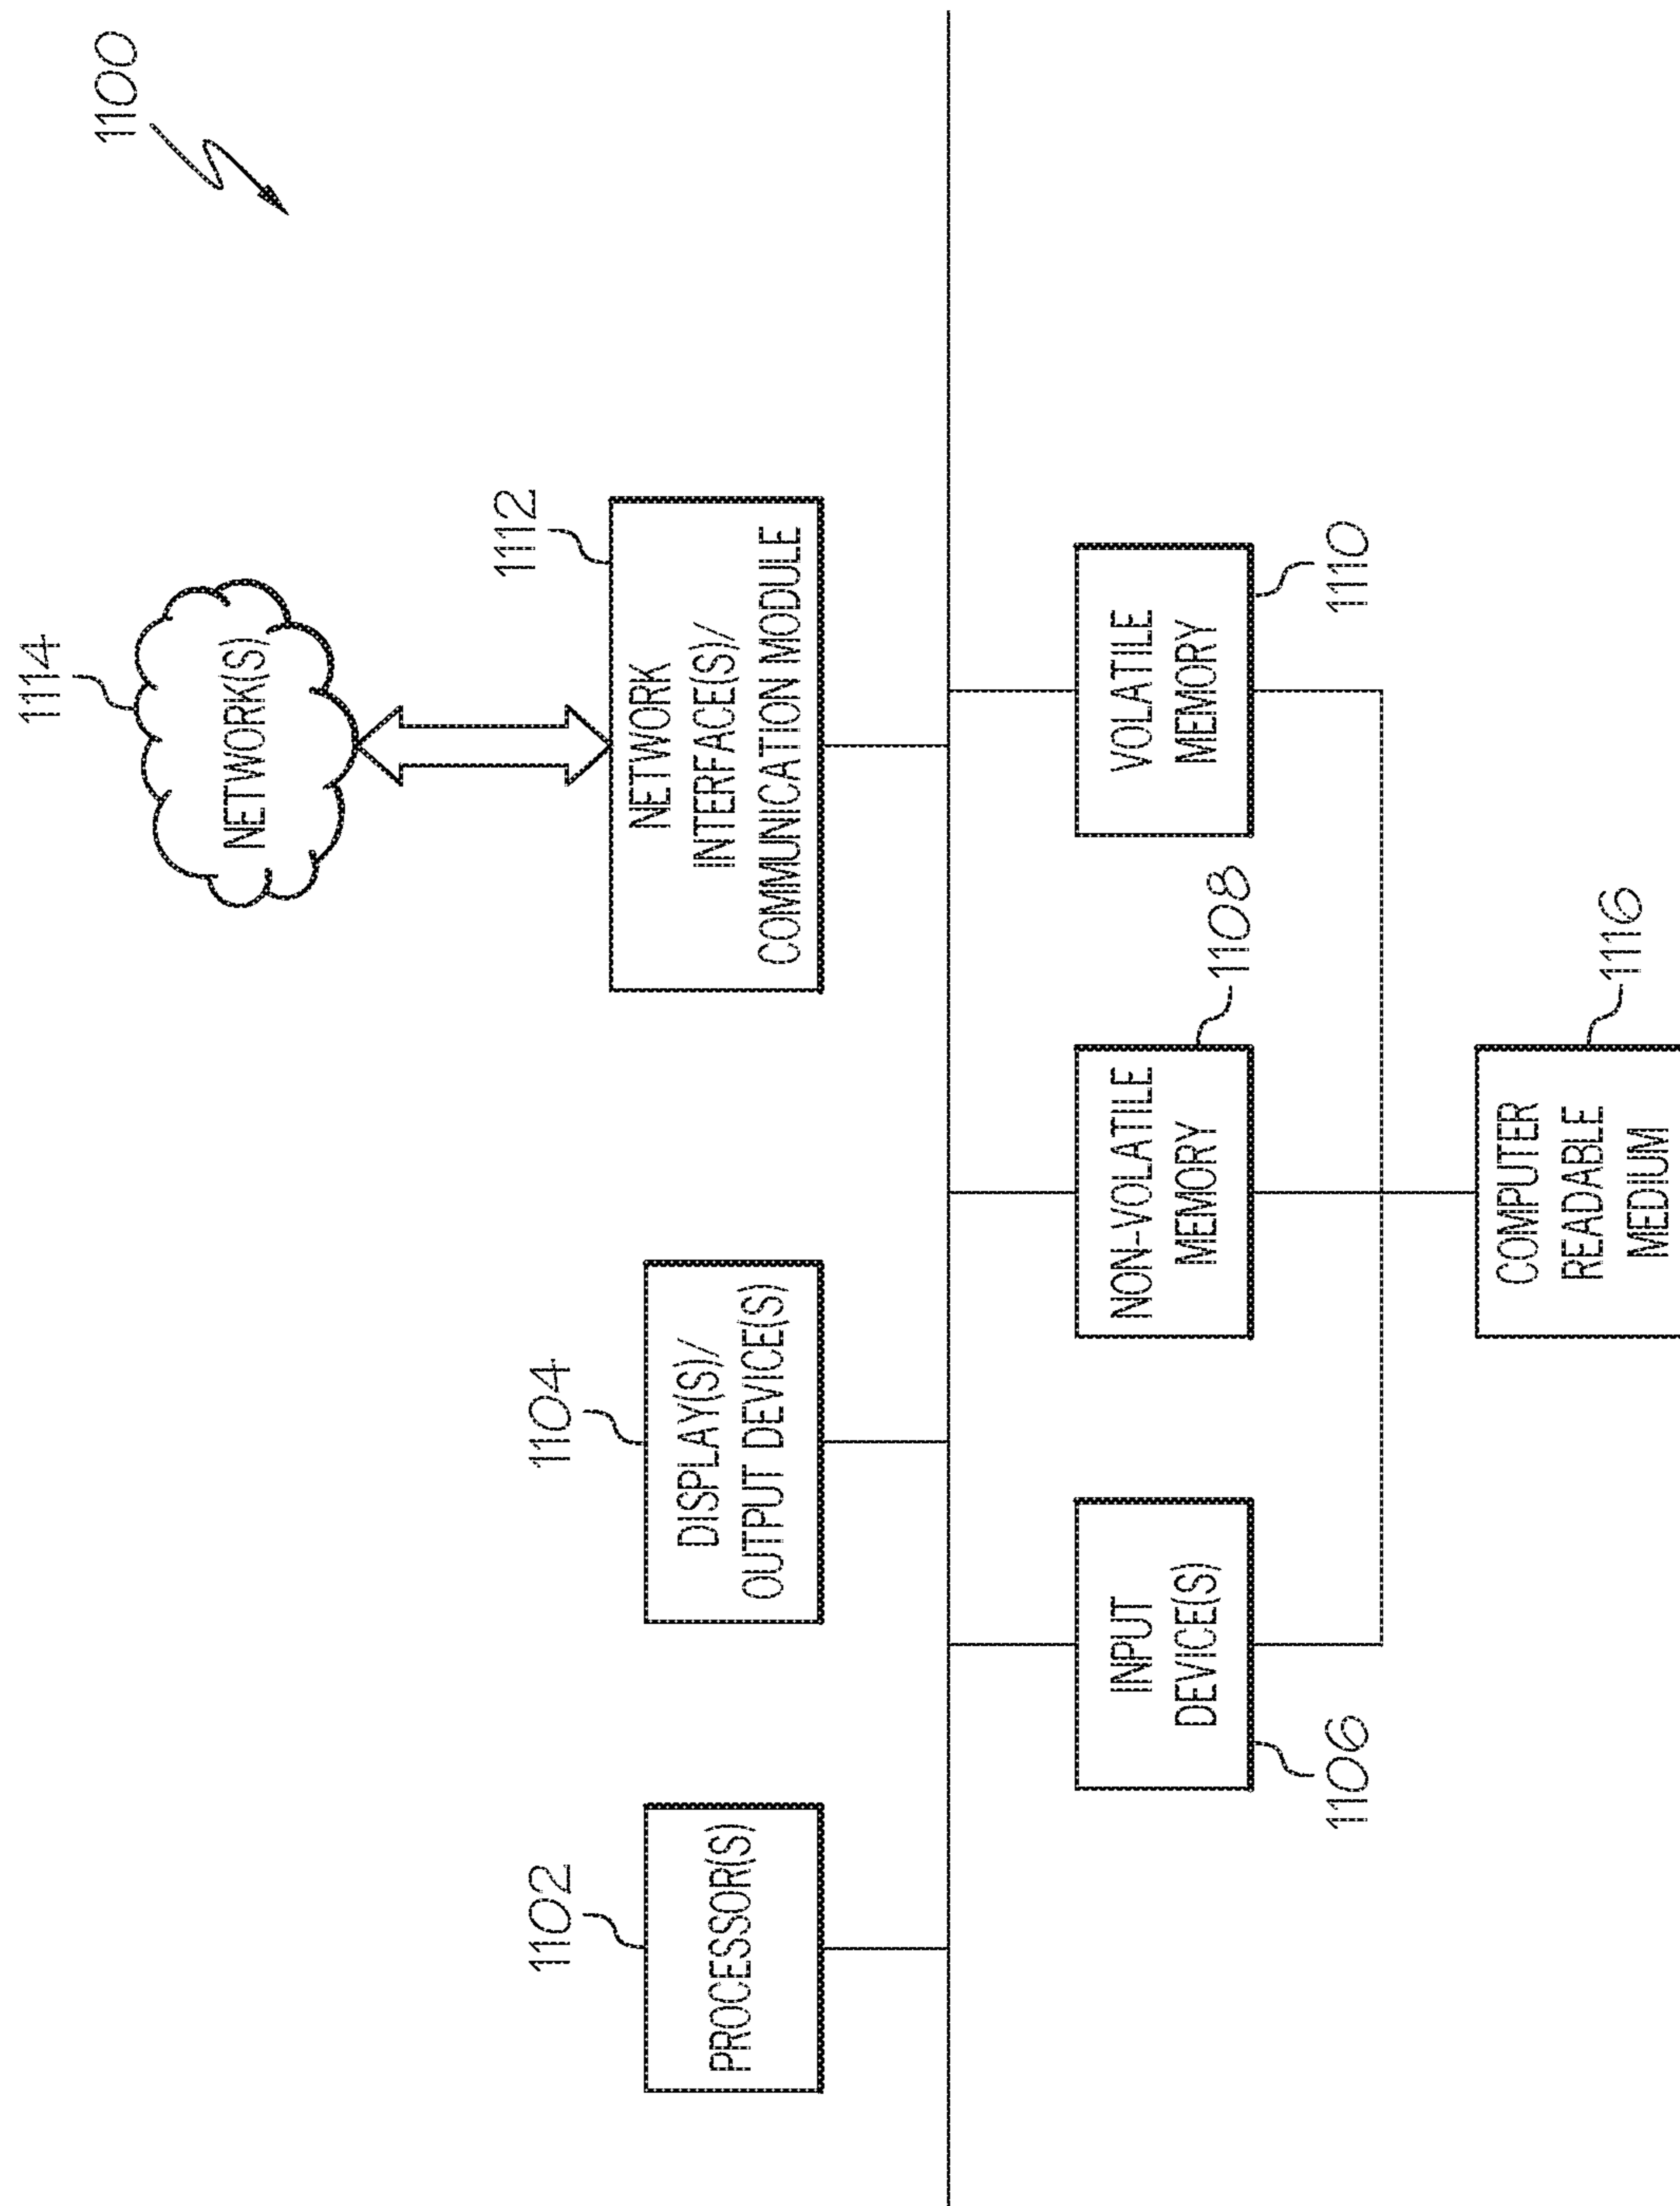 1100
1114
NETWORK(S)
1102
1104
1112
PROCESSOR(S)
DISPLAY(S)/
OUTPUT DEVICE(S)
NETWORK
INTERFACE(S)/
COMMUNICATION MODULE
INPUT
DEVICE(S)
NON-VOLATILE
MEMORY
VOLATILE
MEMORY
1106
1108
1110
COMPUTER
READABLE
MEDIUM
1116